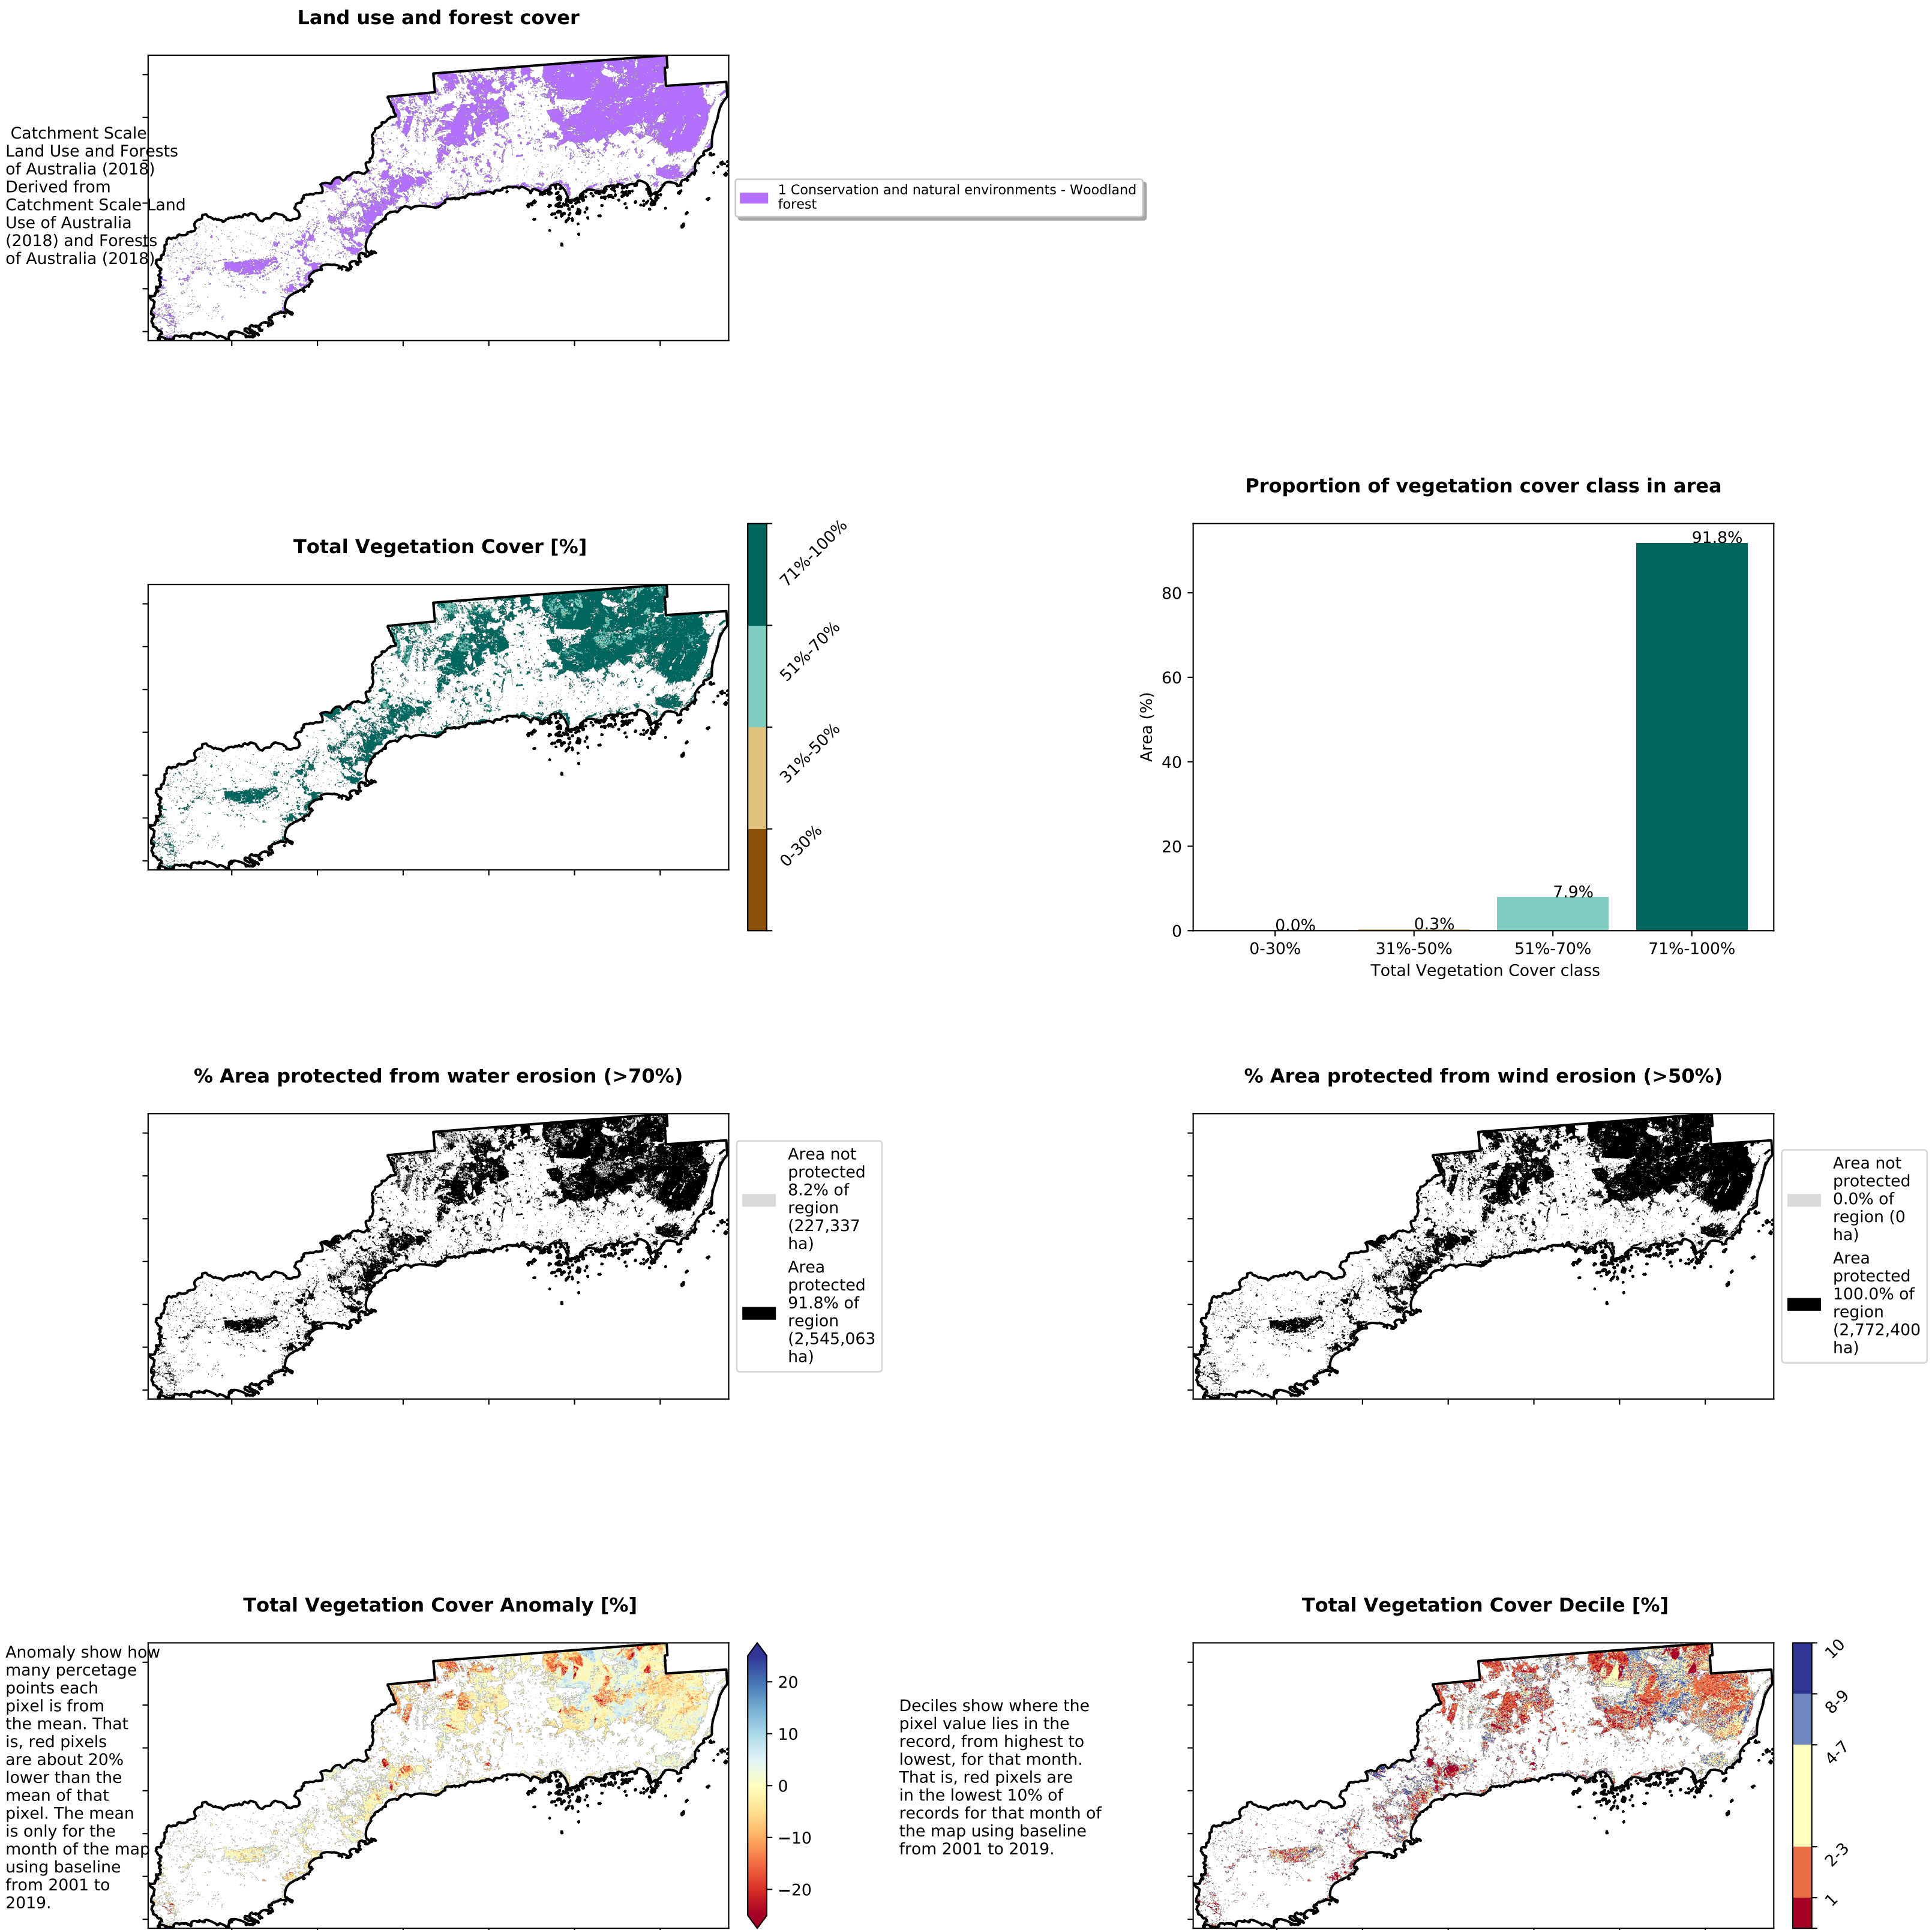 Land use and forest cover
Catchment Scale
Land Use and Forests
of Australia (2018)
Derived from
Catchment Scale Land
Use of Australia
(2018) and Forests
of Australia (2018)
1 Conservation and natural environments - Woodland
forest
Total Vegetation Cover [%]
71%-100%
51%-70%
31%-50%
0-30%
Proportion of vegetation cover class in area
Area (%)
80
60
40
20
0
0.0%
0.3%
7.9%
91.8%
0-30%
31%-50%
51%-70%
71%-100%
Total Vegetation Cover class
% Area protected from water erosion (>70%)
Area not
protected
8.2% of
region
(227,337
ha)
Area
protected
91.8% of
region
(2,545,063
ha)
% Area protected from wind erosion (>50%)
Area not
protected
0.0% of
region (0
ha)
Area
protected
100.0% of
region
(2,772,400
ha)
Total Vegetation Cover Anomaly [%]
Anomaly show how
many percetage
points each
pixel is from
the mean. That
is, red pixels
are about 20%
lower than the
mean of that
pixel. The mean
is only for the
month of the map
using baseline
from 2001 to
2019.
20
10
0
−10
−20
Total Vegetation Cover Decile [%]
Deciles show where the
pixel value lies in the
record, from highest to
lowest, for that month.
That is, red pixels are
in the lowest 10% of
records for that month of
the map using baseline
from 2001 to 2019.
10
8-9
4-7
2-3
1